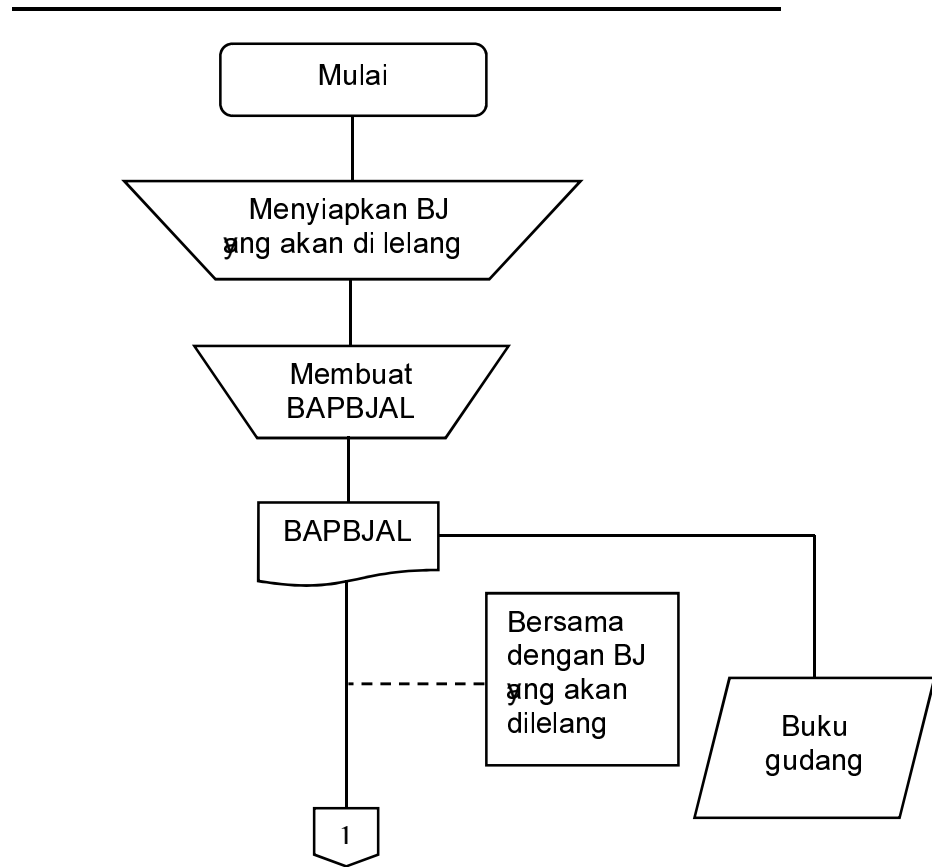 Mulai
Menyiapkan BJ
yang akan di lelang
Membuat
BAPBJAL
BAPBJAL
Bersama
dengan BJ
yang akan
dilelang
Buku
gudang
1